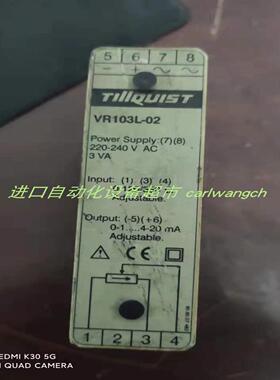 5 6 7 8
- + ~ ~
TillQUIST
VR103L-02
Power Supply:(7)(8)
220-240 V AC
3 VA
进口自动化设备超市 carlwangch
Input: (1) (3) (4)
Adjustable.
Output: (-5)(+6)
0-1....4-20 mA
Adjustable.
CE
1 2 3 4
REDMI K30 5G
AI QUAD CAMERA